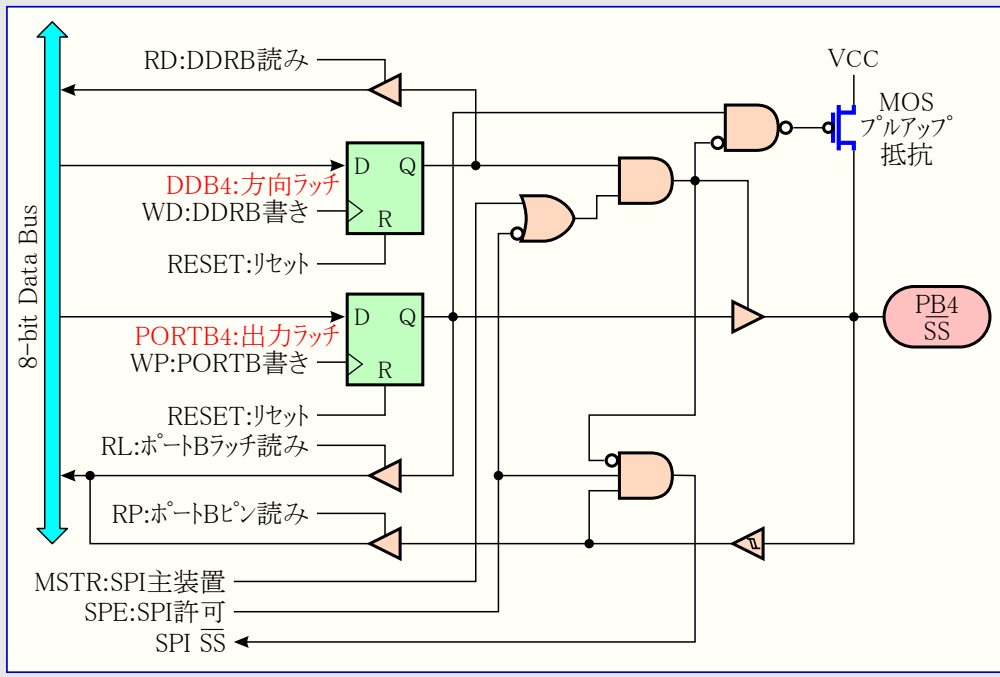 RD:DDRB読み
VCC
MOS
プルアップ
抵抗
D Q
R
DDB4:方向ラッチ
WD:DDRB書き
RESET:リセット
8-bit Data Bus
D Q
R
PORTB4:出力ラッチ
WP:PORTB書き
RESET:リセット
PB4
SS
RL:ポートBラッチ読み
RP:ポートBピン読み
MSTR:SPI主装置
SPE:SPI許可
SPI SS